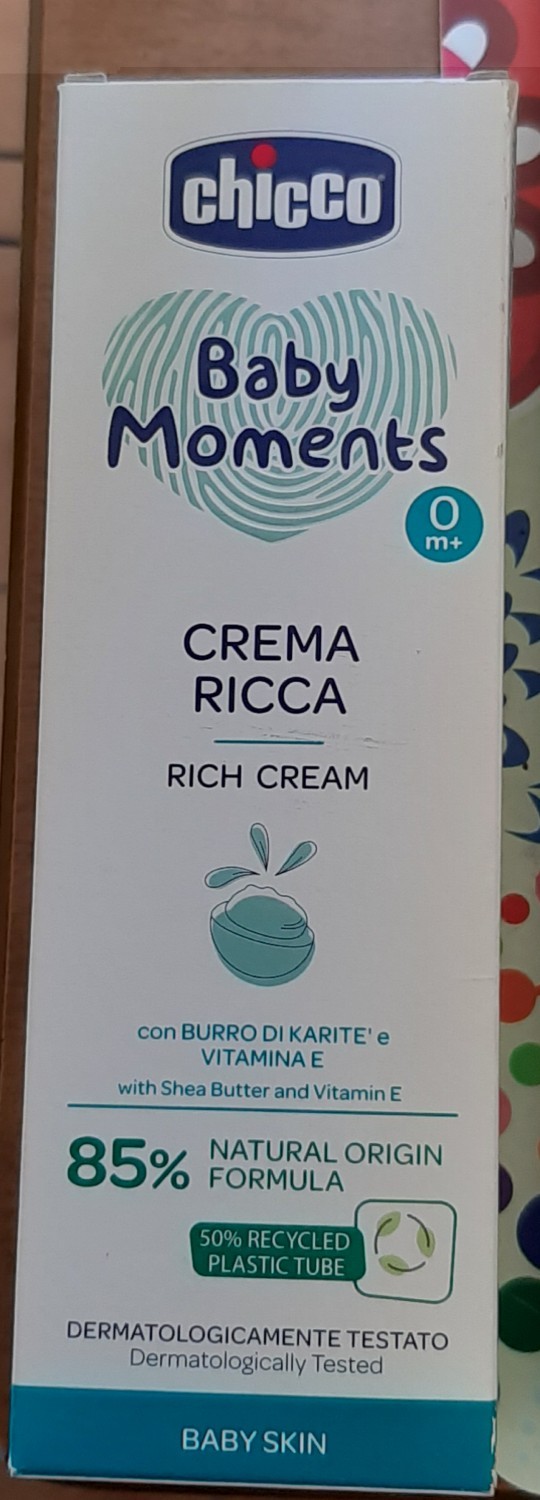 chicco
Baby
Moments
0
m+
CREMA
RICCA
RICH CREAM
con BURRO DI KARITE' e
VITAMINA E
with Shea Butter and Vitamin E
85% NATURAL ORIGIN
FORMULA
50% RECYCLED
PLASTIC TUBE
DERMATOLOGICAMENTE TESTATO
Dermatologically Tested
BABY SKIN